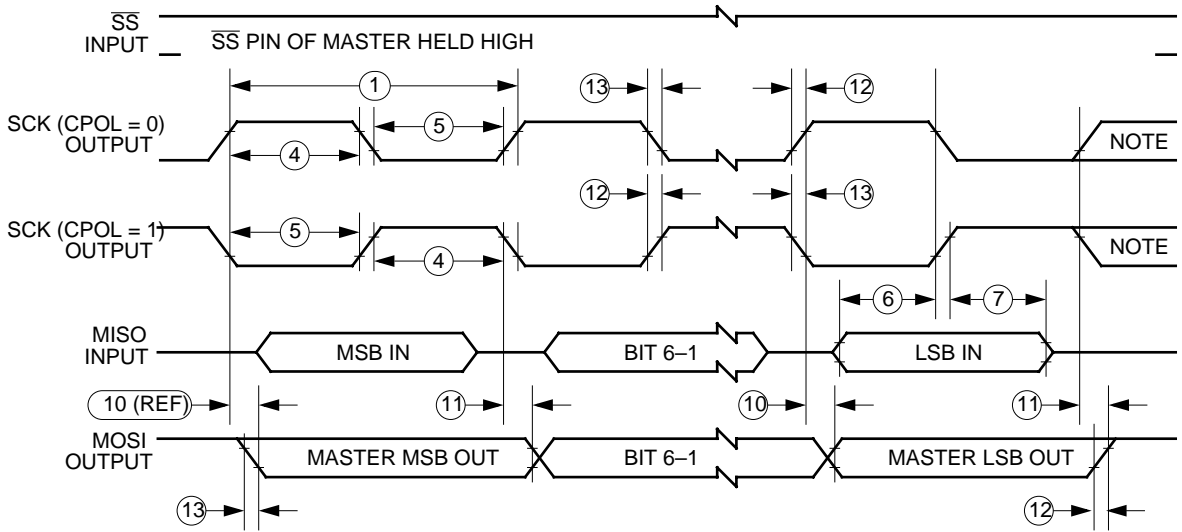 SS
INPUT
SS PIN OF MASTER HELD HIGH
1
13
12
SCK (CPOL = 0)
OUTPUT
5
4
NOTE
12
13
SCK (CPOL = 1)
OUTPUT
5
4
NOTE
6
7
MISO
INPUT
MSB IN
BIT 6–1
LSB IN
10 (REF)
11
10
11
MOSI
OUTPUT
MASTER MSB OUT
BIT 6–1
MASTER LSB OUT
13
12